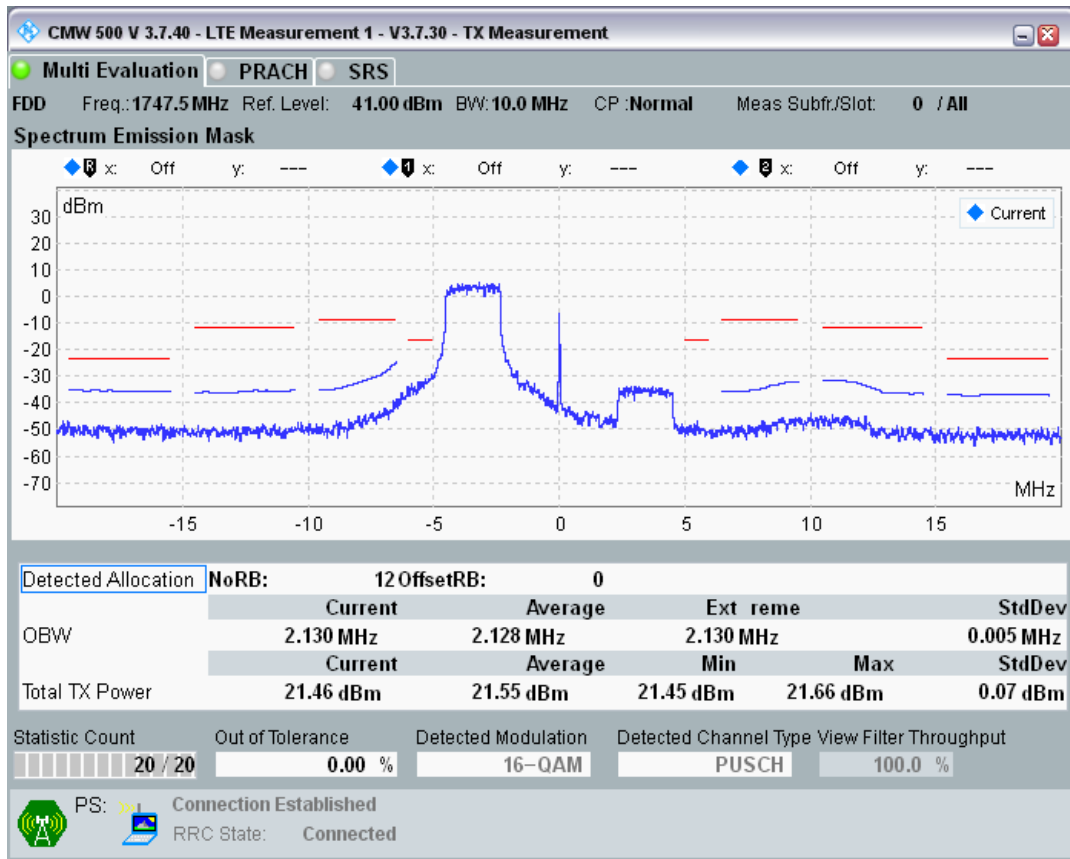 CMW 500 V 3.7.40 - LTE Measurement 1 - V3.7.30 - TX Measurement
Multi Evaluation PRACH SRS
FDD Freq.: 1747.5 MHz Ref. Level: 41.00 dBm BW: 10.0 MHz CP :Normal Meas Subfr./Slot: 0 / All
Spectrum Emission Mask
R x: Off y: --- 1 x: Off y: --- 2 x: Off y: ---
dBm
Current
30
20
10
0
-10
-20
-30
-40
-50
-60
-70
MHz
-15 -10 -5 0 5 10 15
Detected Allocation NoRB: 12 OffsetRB: 0
Current Average Ext reme StdDev
OBW 2.130 MHz 2.128 MHz 2.130 MHz 0.005 MHz
Current Average Min Max StdDev
Total TX Power 21.46 dBm 21.55 dBm 21.45 dBm 21.66 dBm 0.07 dBm
Statistic Count Out of Tolerance Detected Modulation Detected Channel Type View Filter Throughput
20 / 20 0.00 % 16-QAM PUSCH 100.0 %
PS: Connection Established
RRC State: Connected